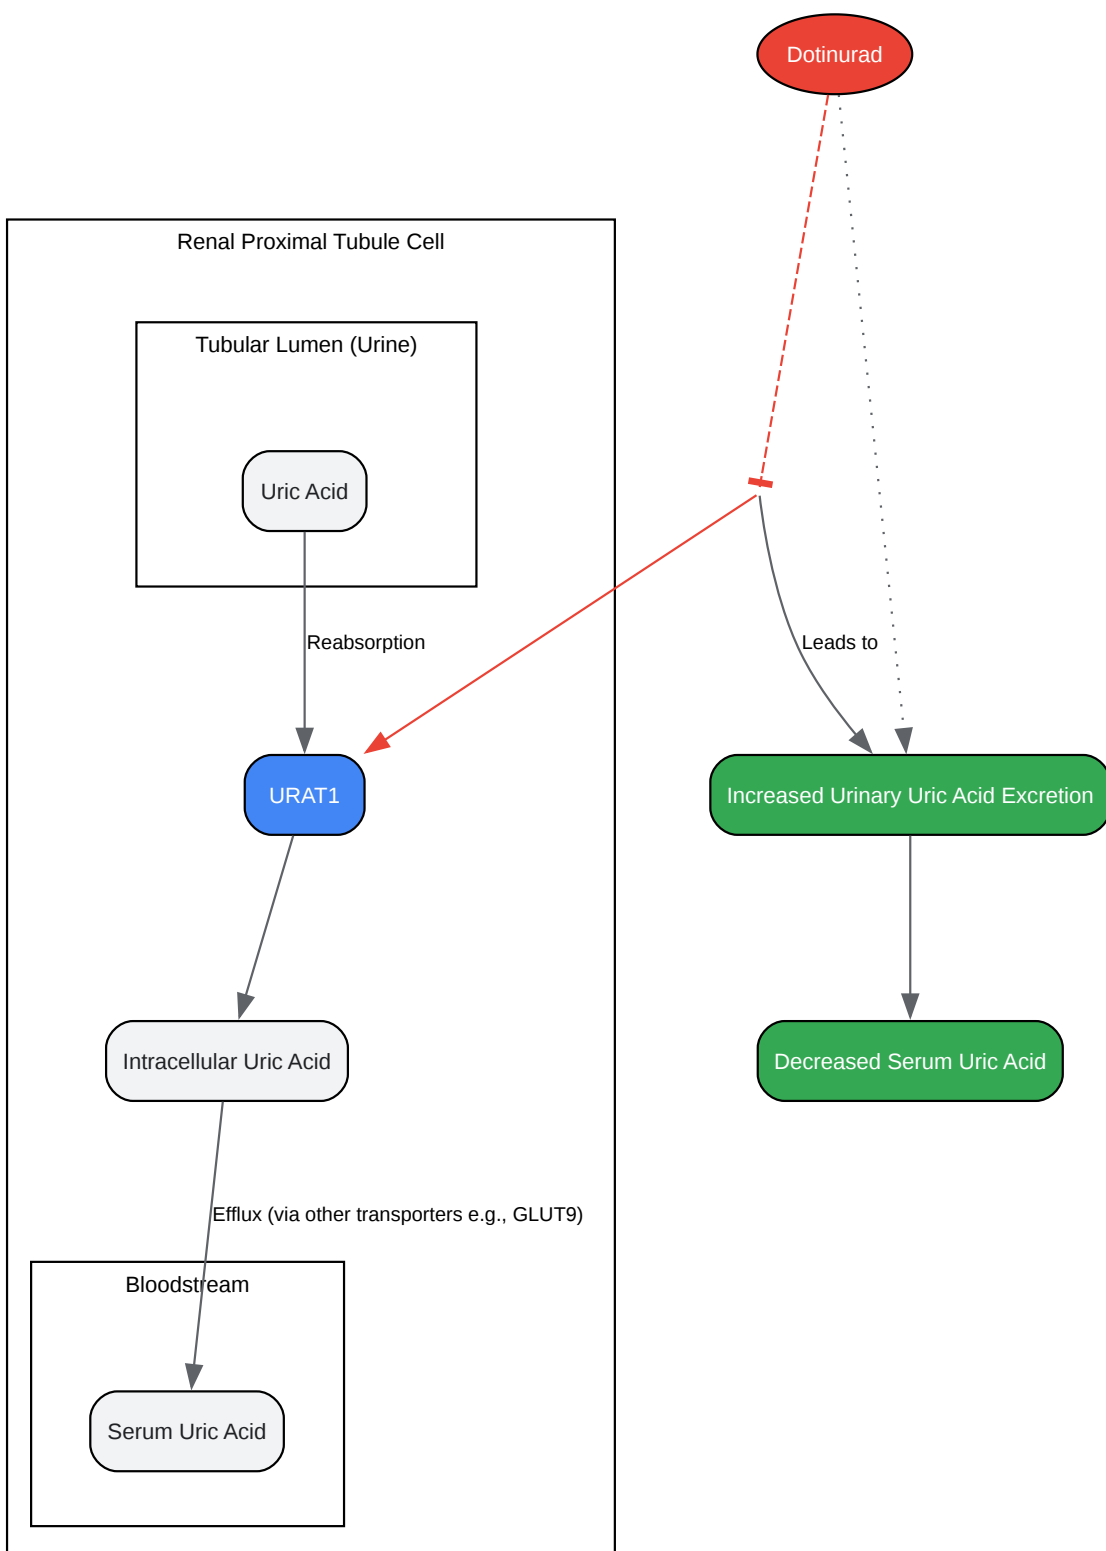 Dotinurad
Renal Proximal Tubule Cell
Tubular Lumen (Urine)
Uric Acid
Reabsorption
Leads to
URAT1
Increased Urinary Uric Acid Excretion
Intracellular Uric Acid
Decreased Serum Uric Acid
Efflux (via other transporters e.g., GLUT9)
Bloodstream
Serum Uric Acid